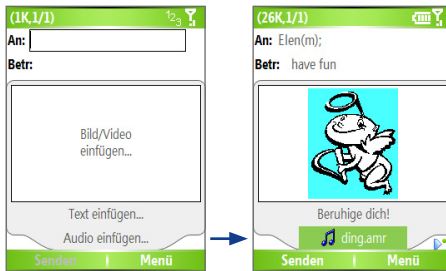 (1K,1/1)
An:
Betr:
Bild/Video
einfügen...
Text einfügen...
Audio einfügen...
Senden Menü
(26K,1/1)
An: Elen(m);
Betr: have fun
Beruhige dich!
ding.amr
Senden Menü